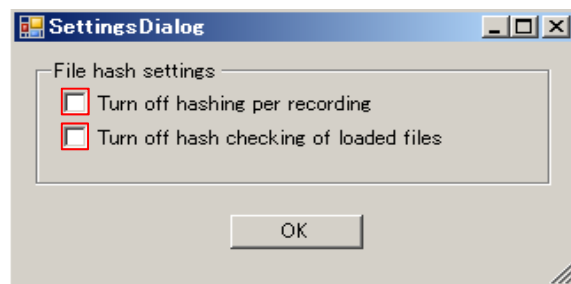 SettingsDialog
File hash settings
Turn off hashing per recording
Turn off hash checking of loaded files
OK